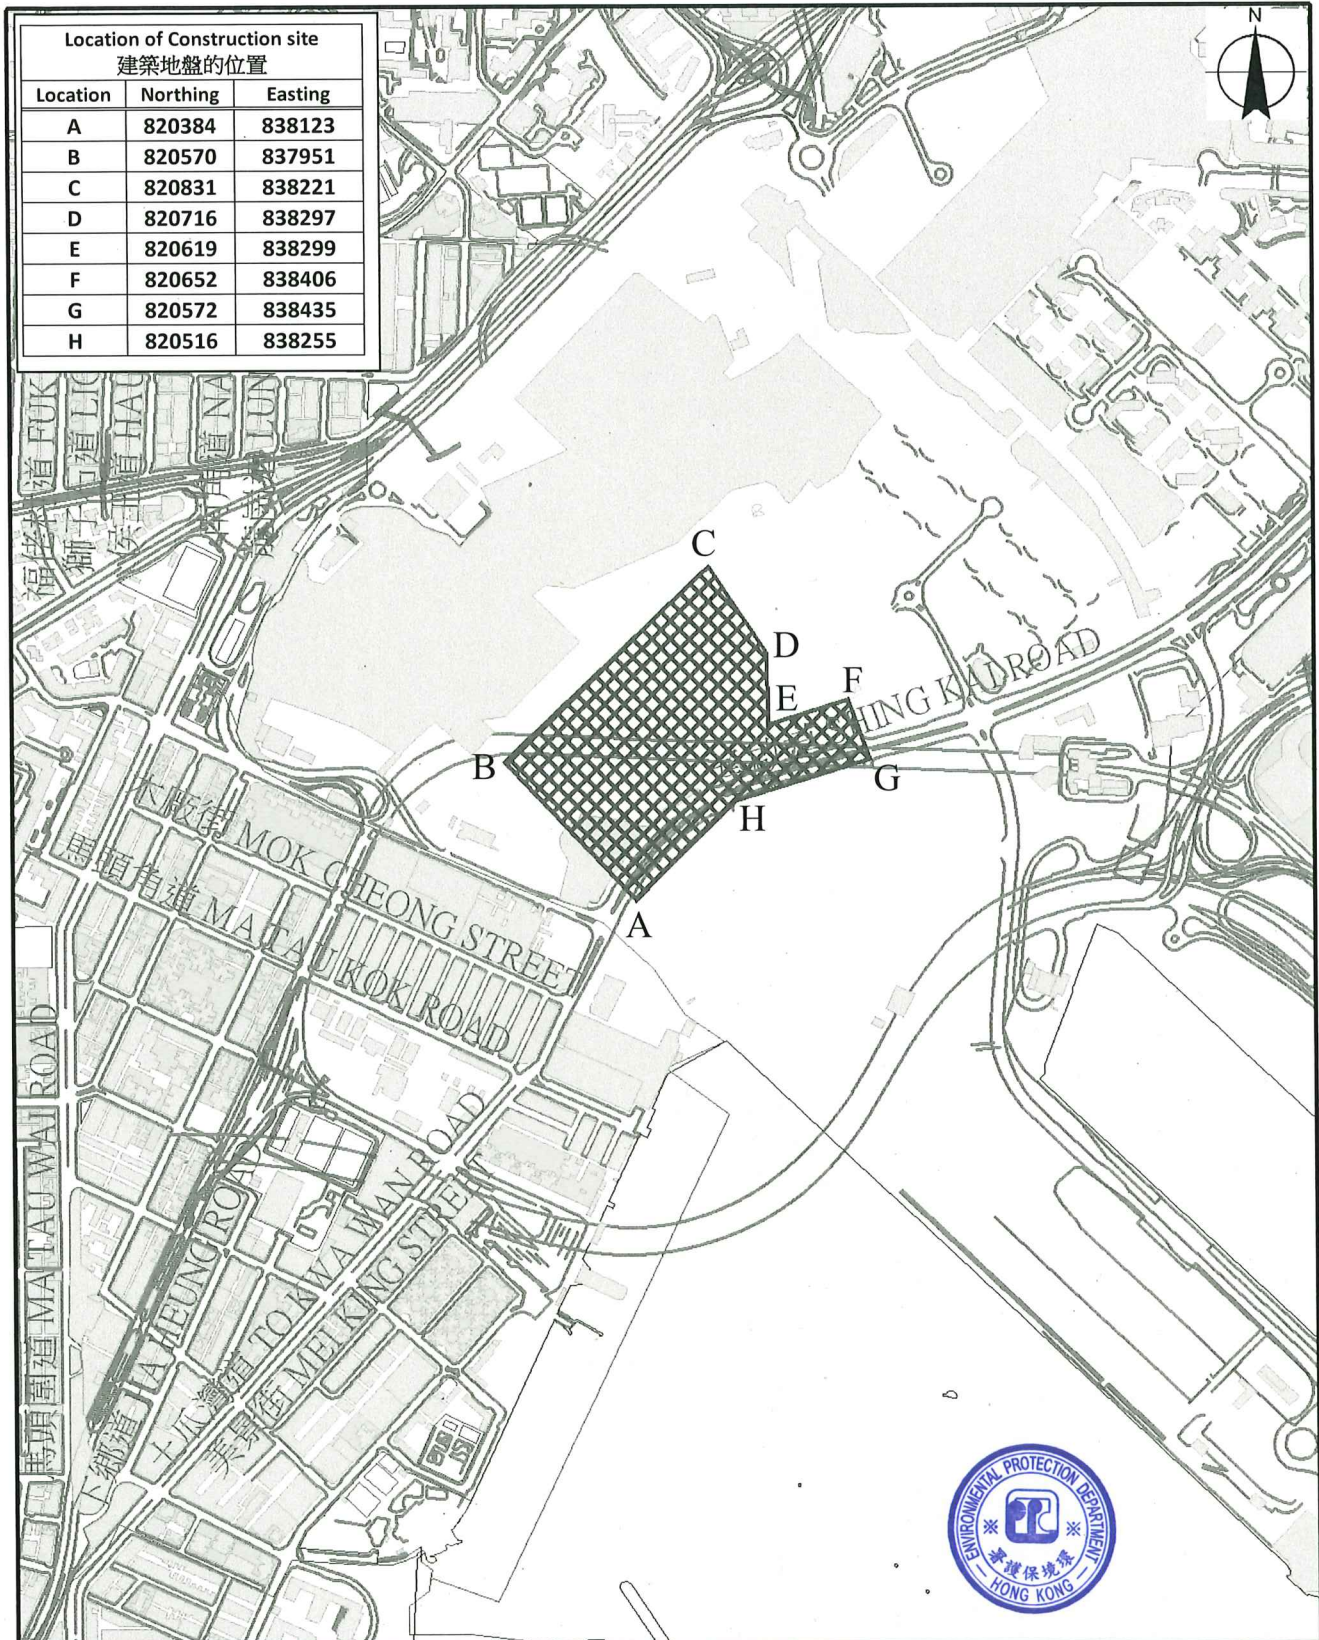 Location of Construction site
建築地盤的位置
Location Northing Easting
A 820384 838123
B 820570 837951
C 820831 838221
D 820716 838297
E 820619 838299
F 820652 838406
G 820572 838435
H 820516 838255
N
FUK
HAU
NA
LUN
C
D
E
F
B
G
H
A
HING KAI ROAD
MOK CHEONG STREET
馬頭角道 MA TAU KOK ROAD
馬頭圍道 MA TAU WAI ROAD
下鄉道 HA HEUNG ROAD
土瓜灣道 TO KWA WAN ROAD
美景街 MEI KING STREET
ENVIRONMENTAL PROTECTION DEPARTMENT
環境保護署
HONG KONG